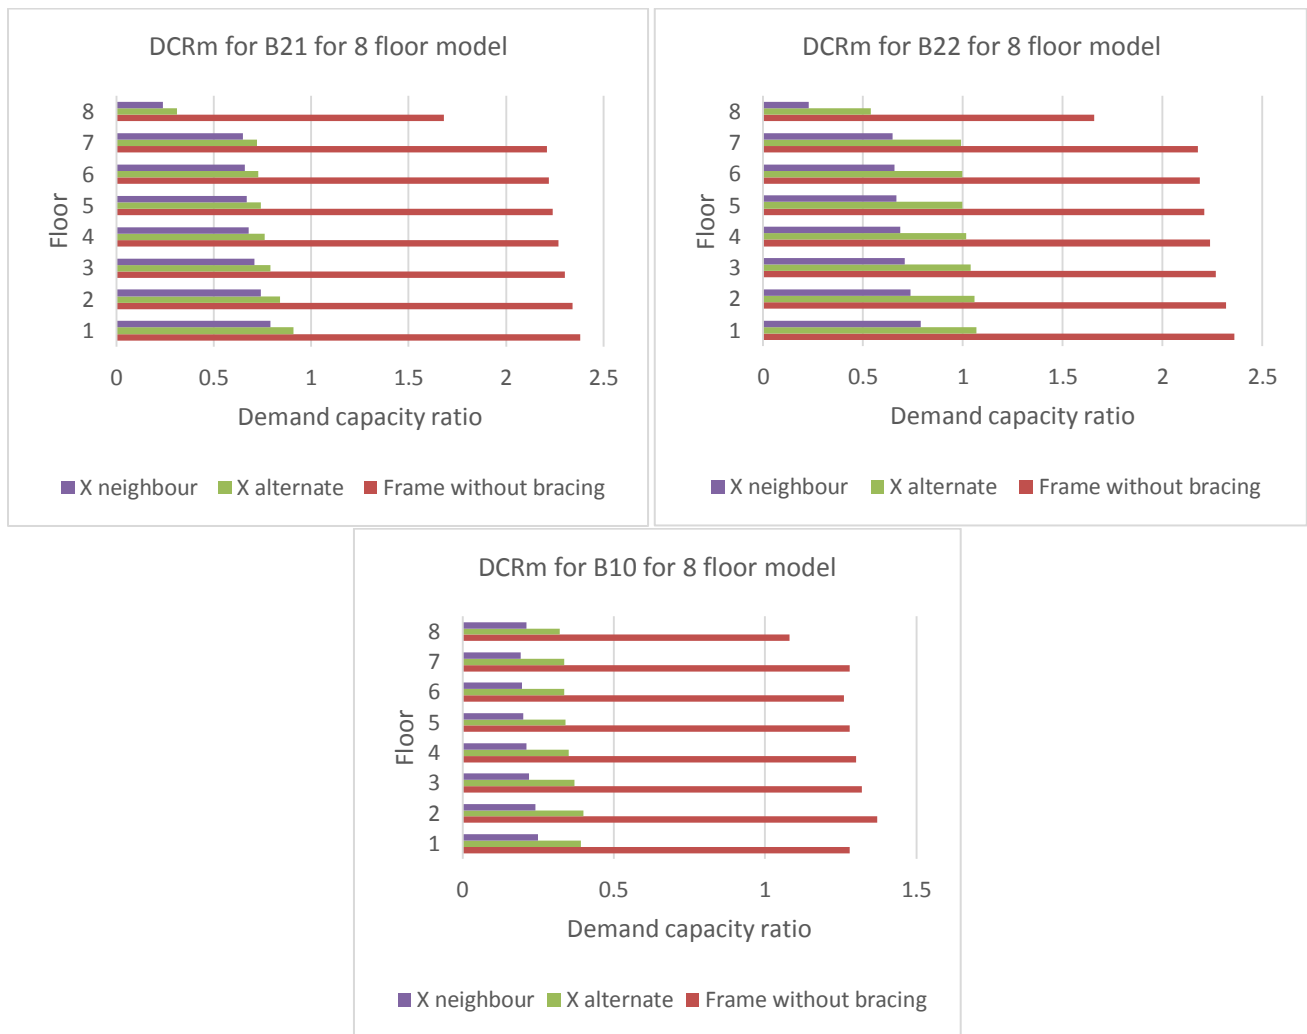 DCRm for B21 for 8 floor model
8
7
6
5
4
3
2
1
Floor
0 0.5 1 1.5 2 2.5
Demand capacity ratio
X neighbour X alternate Frame without bracing
DCRm for B22 for 8 floor model
8
7
6
5
4
3
2
1
Floor
0 0.5 1 1.5 2 2.5
Demand capacity ratio
X neighbour X alternate Frame without bracing
DCRm for B10 for 8 floor model
8
7
6
5
4
3
2
1
Floor
0 0.5 1 1.5
Demand capacity ratio
X neighbour X alternate Frame without bracing